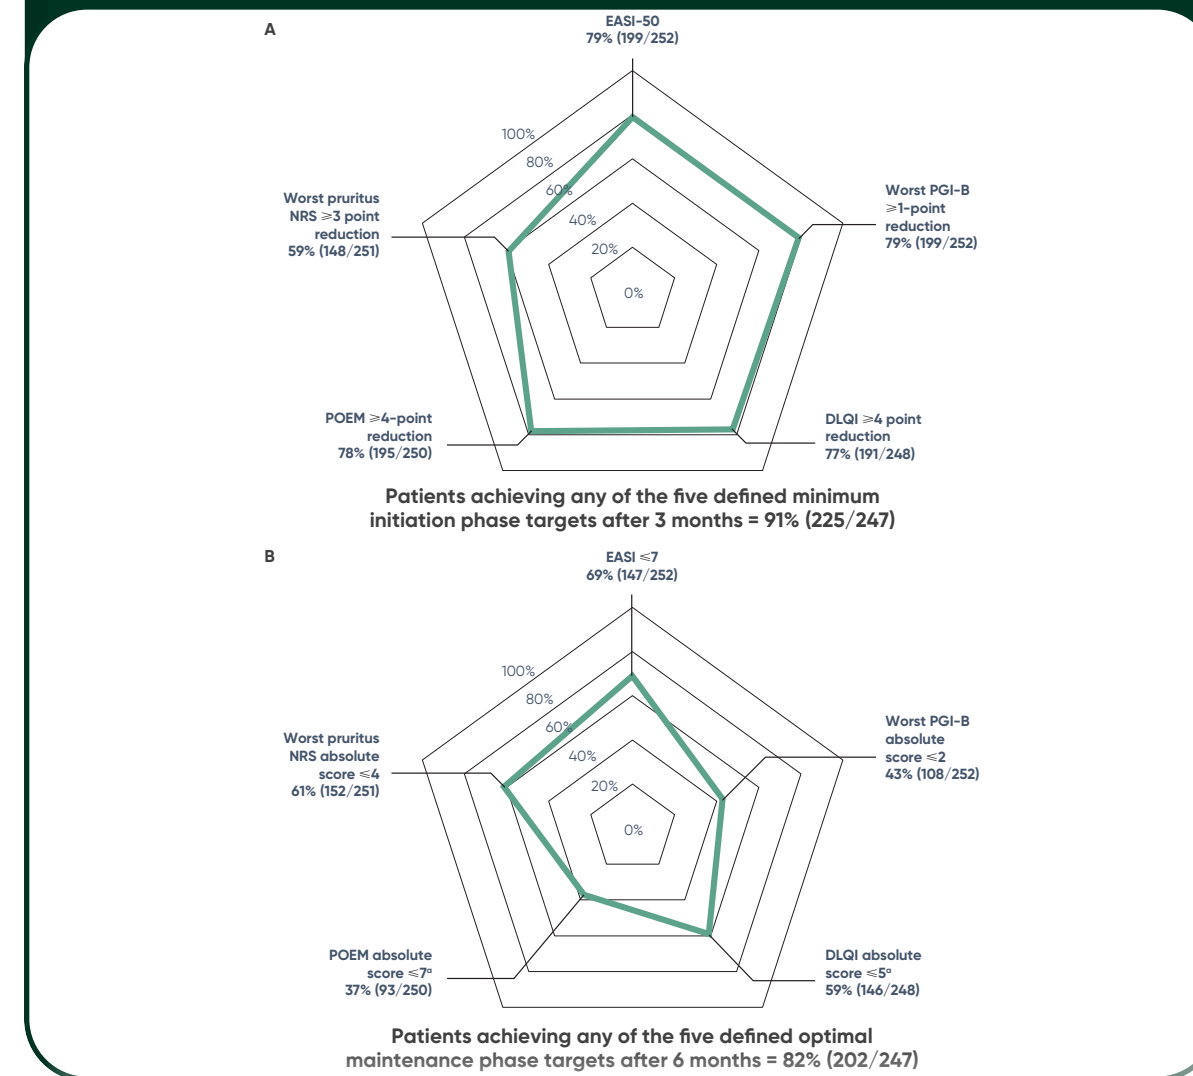 A
EASI-50
79% (199/252)
100%
80%
60%
40%
20%
0%
Worst PGI-B
⩾1-point
reduction
79% (199/252)
DLQI ⩾4 point
reduction
77% (191/248)
POEM ⩾4-point
reduction
78% (195/250)
Worst pruritus
NRS ⩾3 point
reduction
59% (148/251)
Patients achieving any of the five defined minimum
initiation phase targets after 3 months = 91% (225/247)
B
EASI ⩽7
69% (147/252)
100%
80%
60%
40%
20%
0%
Worst PGI-B
absolute
score ⩽2
43% (108/252)
DLQI absolute
score ⩽5ᵃ
59% (146/248)
POEM absolute
score ⩽7ᵃ
37% (93/250)
Worst pruritus
NRS absolute
score ⩽4
61% (152/251)
Patients achieving any of the five defined optimal
maintenance phase targets after 6 months = 82% (202/247)